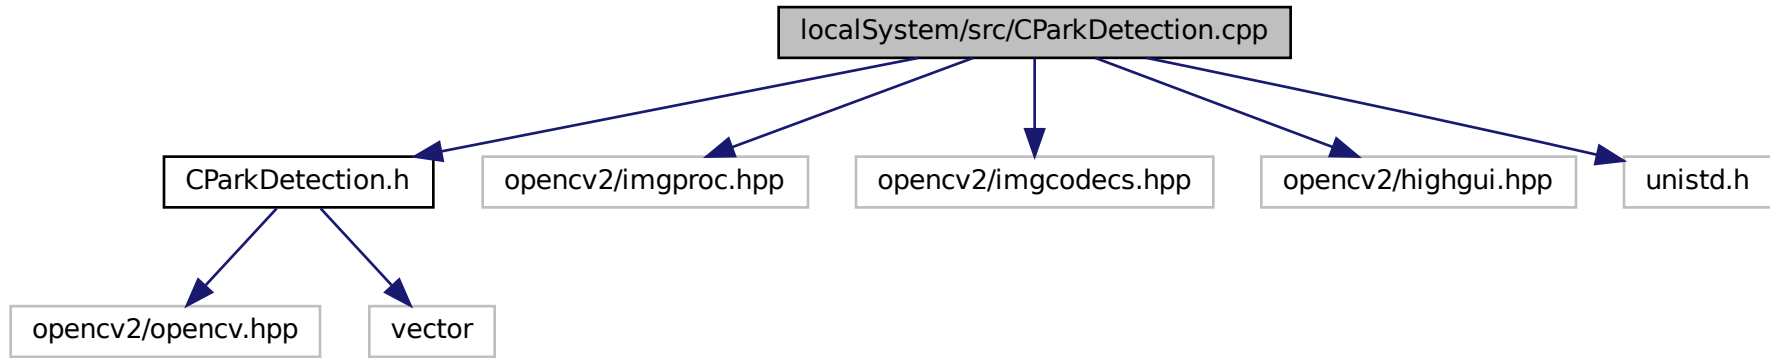 localSystem/src/CParkDetection.cpp
CParkDetection.h
opencv2/imgproc.hpp
opencv2/imgcodecs.hpp
opencv2/highgui.hpp
unistd.h
opencv2/opencv.hpp
vector